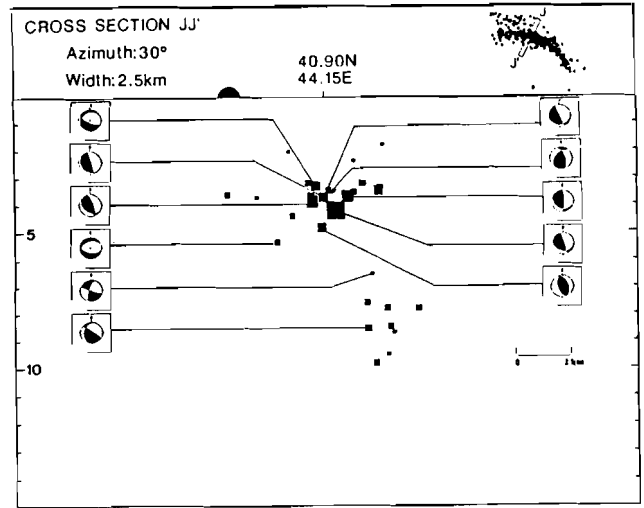 CROSS SECTION JJ'
Azimuth: 30°
Width: 2.5km
40.90N
44.15E
J
J'
5
10
0